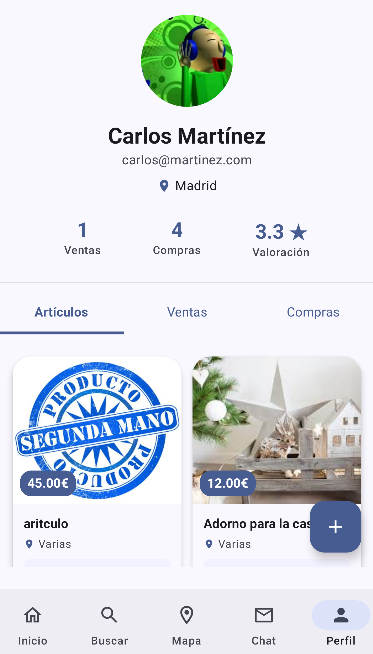 Carlos Martínez
carlos@martinez.com
Madrid
1
Ventas
4
Compras
3.3 ★
Valoración
Artículos
Ventas
Compras
PRODUCTO
SEGUNDA MANO
PRODUCTO
45.00€
12.00€
aritculo
Varias
Adorno para la cas
Varias
+
Inicio
Buscar
Mapa
Chat
Perfil